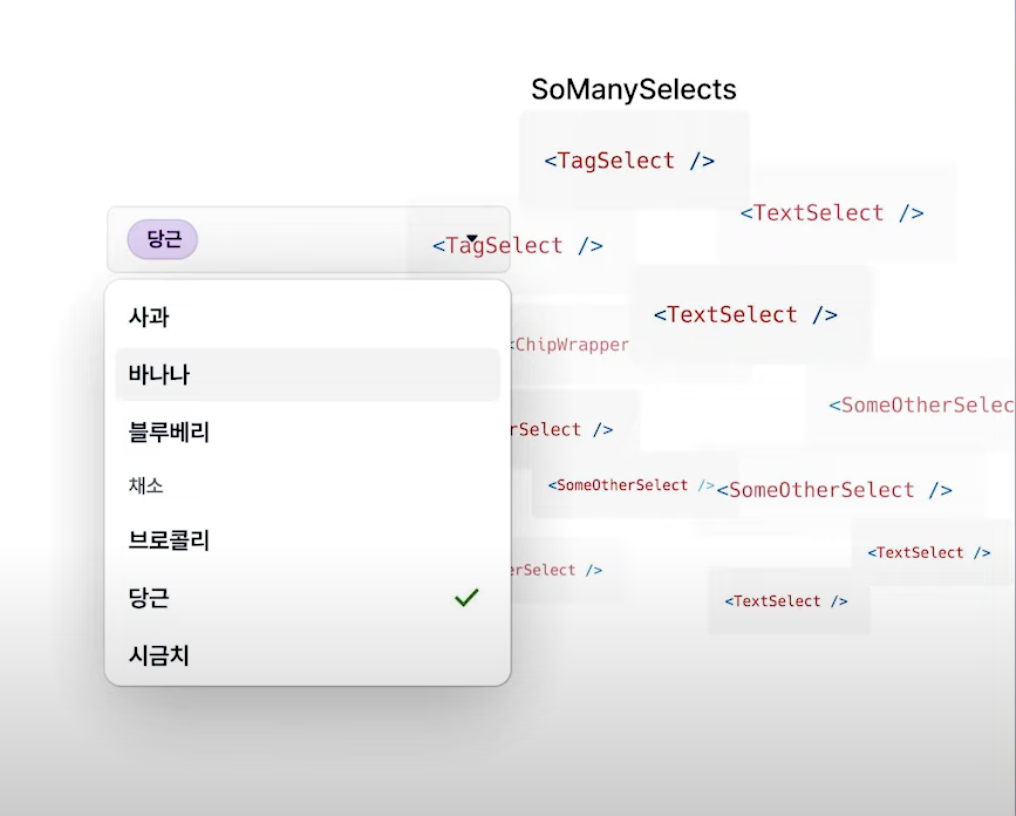 SoManySelects
<TagSelect />
<TextSelect />
당근
<TagSelect />
사과
<TextSelect />
<ChipWrapper
바나나
<SomeOtherSelec
블루베리
rSelect />
채소
<SomeOtherSelect />
<SomeOtherSelect />
브로콜리
<TextSelect />
erSelect />
당근
<TextSelect />
시금치